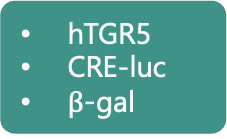 • hTGR5
• CRE-luc
• β-gal